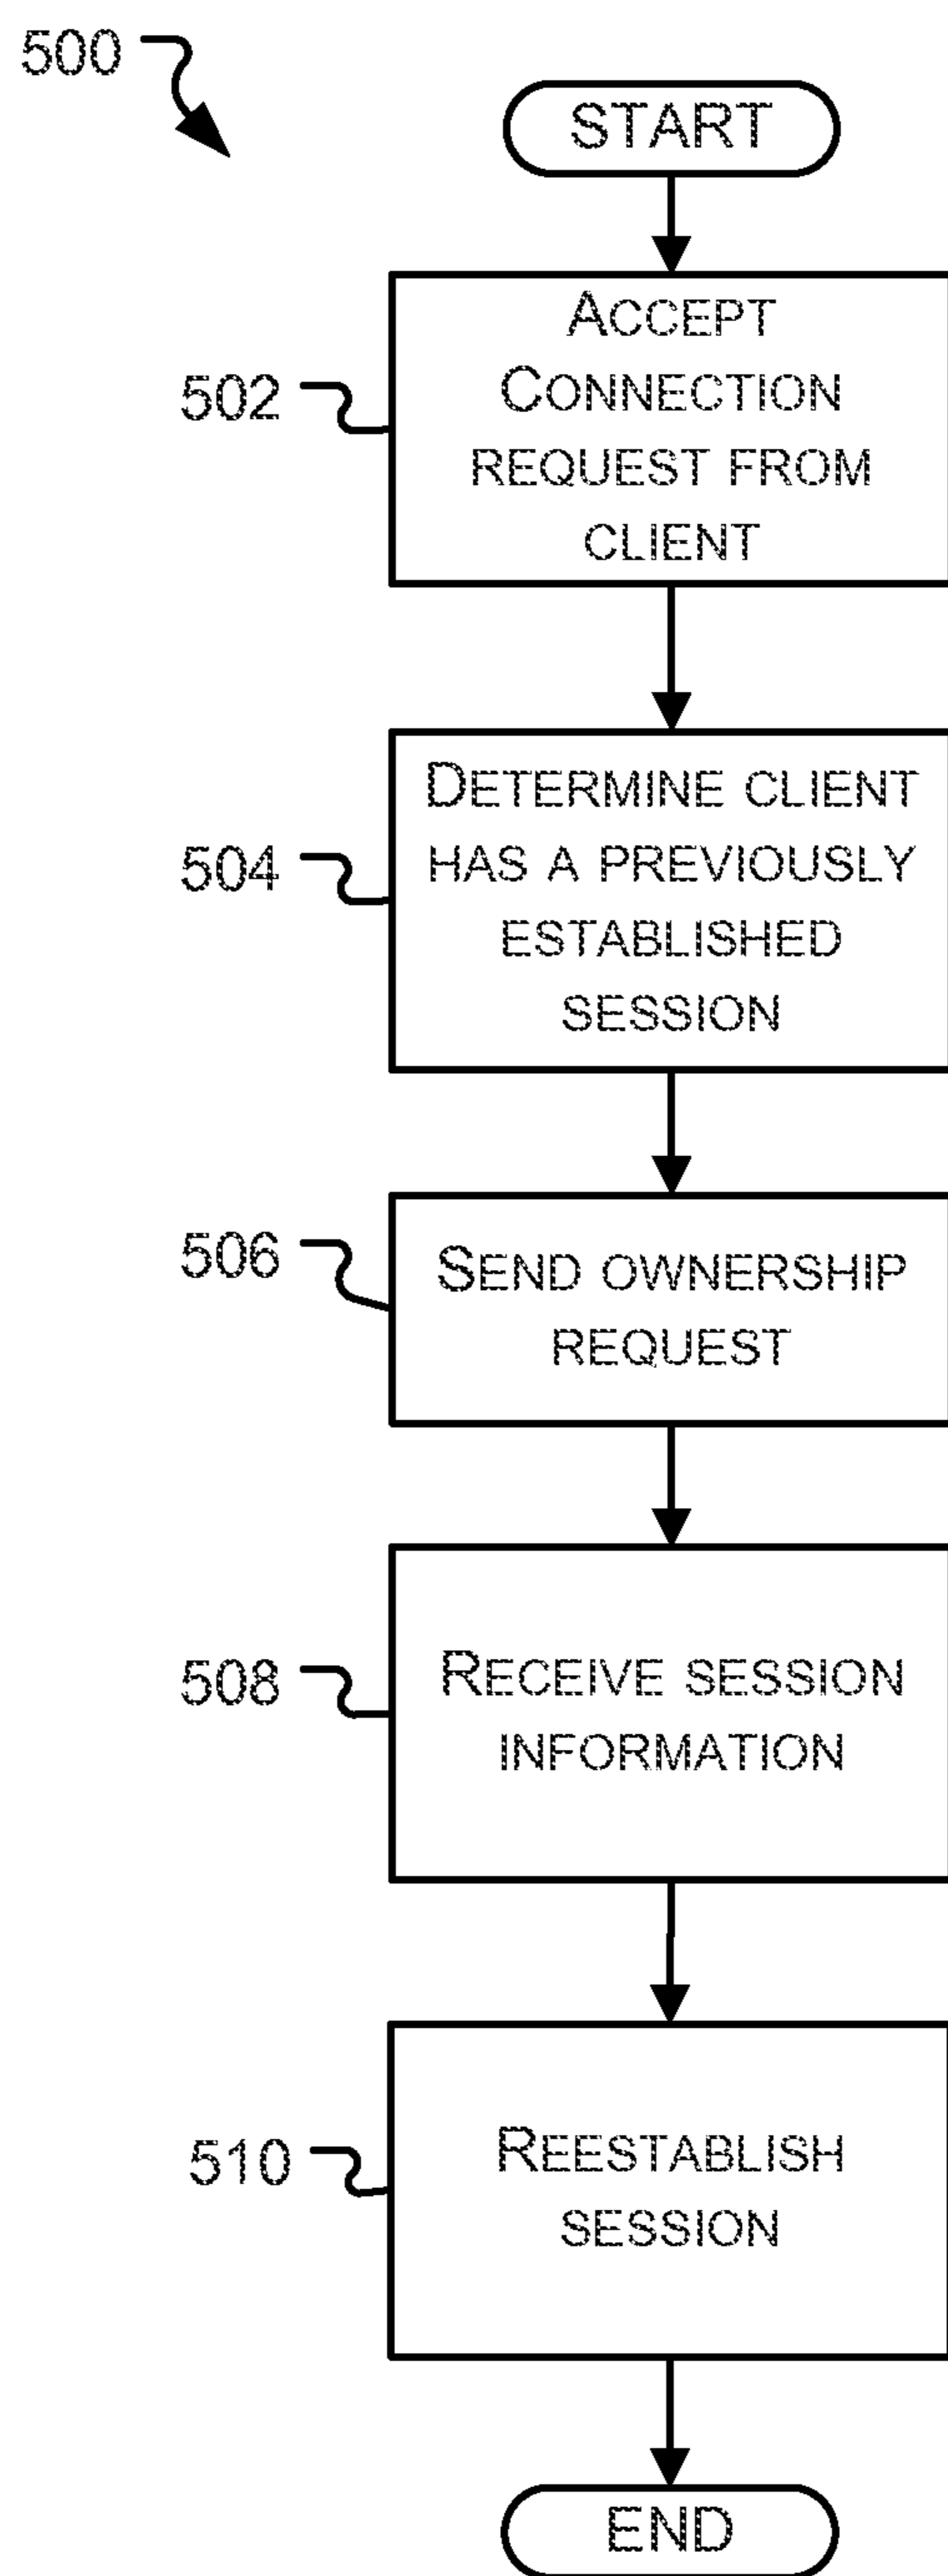 500
START
502
ACCEPT
CONNECTION
REQUEST FROM
CLIENT
504
DETERMINE CLIENT
HAS A PREVIOUSLY
ESTABLISHED
SESSION
506
SEND OWNERSHIP
REQUEST
508
RECEIVE SESSION
INFORMATION
510
REESTABLISH
SESSION
END